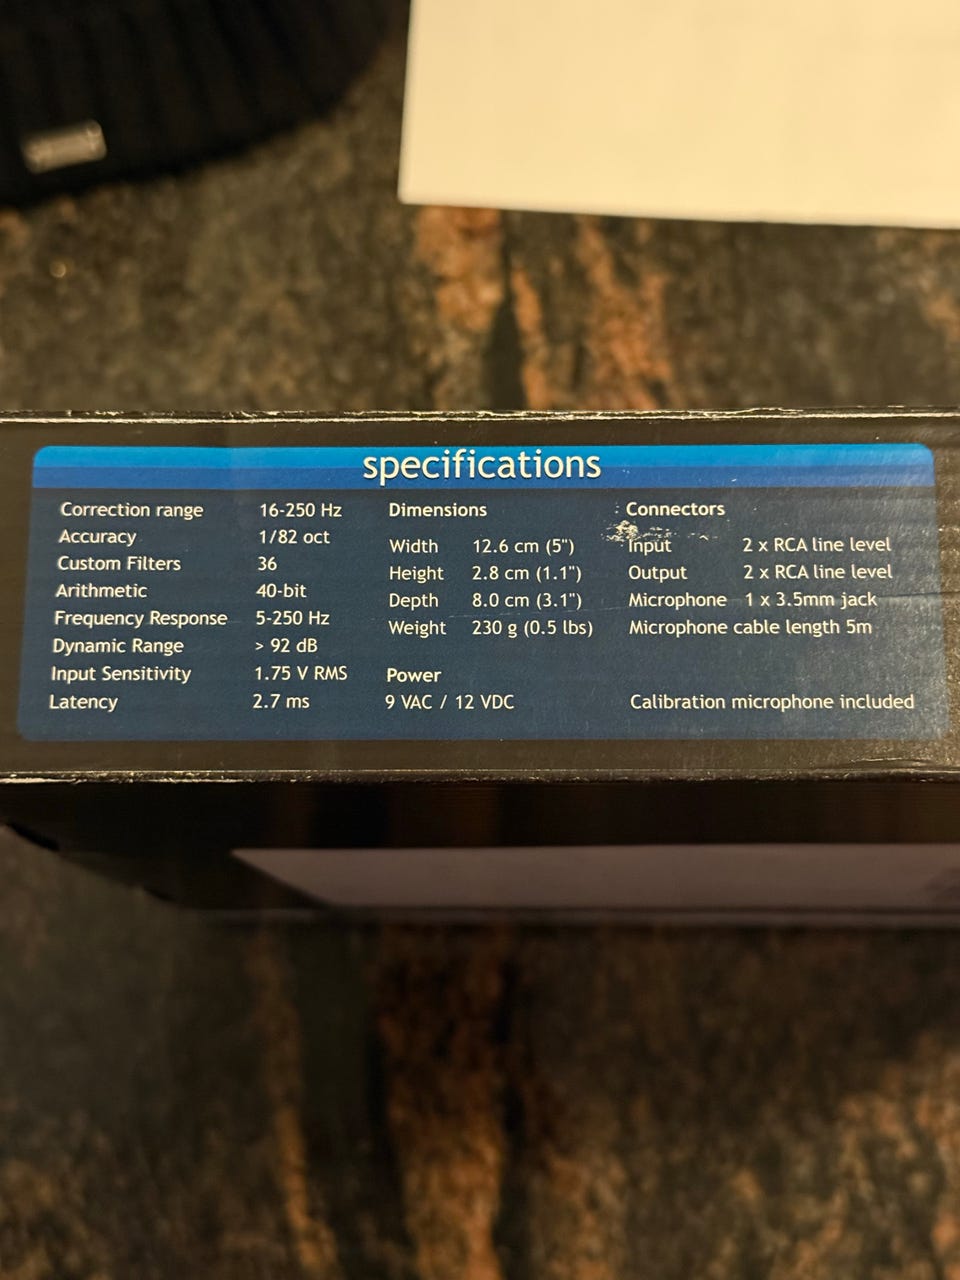 specifications
Correction range 16-250 Hz
Accuracy 1/82 oct
Custom Filters 36
Arithmetic 40-bit
Frequency Response 5-250 Hz
Dynamic Range > 92 dB
Input Sensitivity 1.75 V RMS
Latency 2.7 ms
Dimensions
Width 12.6 cm (5")
Height 2.8 cm (1.1")
Depth 8.0 cm (3.1")
Weight 230 g (0.5 lbs)
Power
9 VAC / 12 VDC
Connectors
Input 2 x RCA line level
Output 2 x RCA line level
Microphone 1 x 3.5mm jack
Microphone cable length 5m
Calibration microphone included